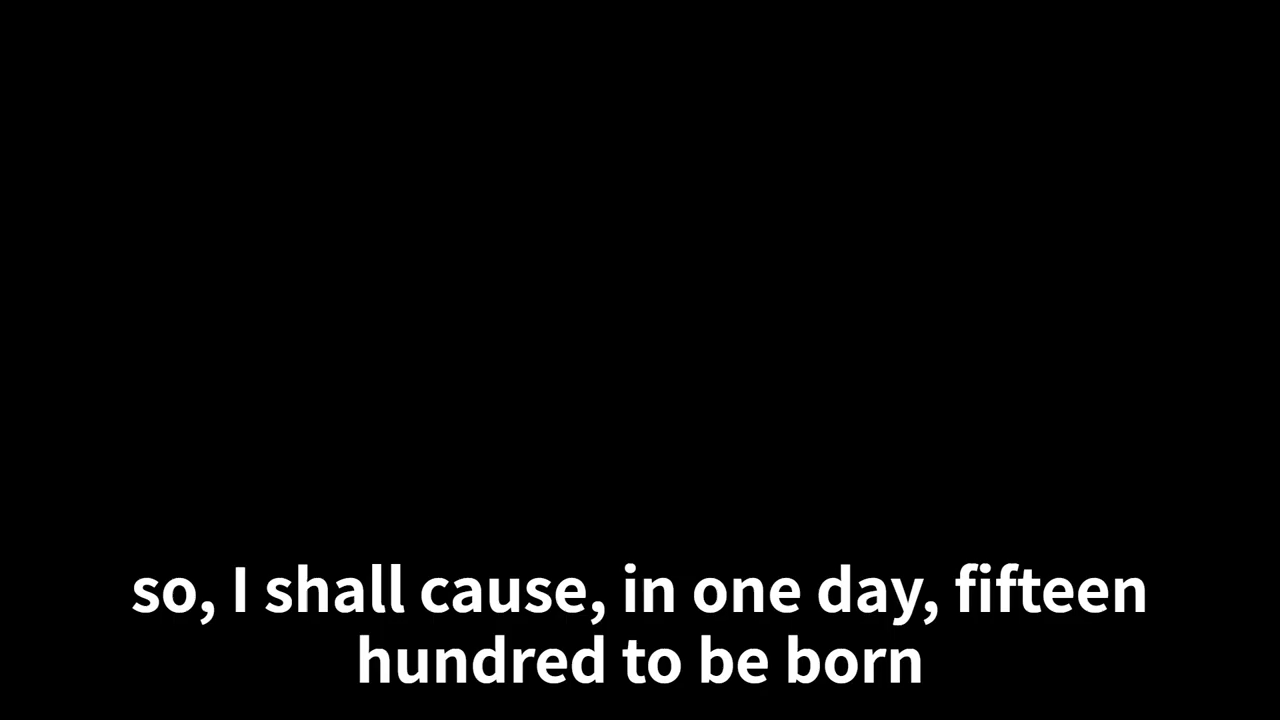 so, I shall cause, in one day, fifteen
hundred to be born